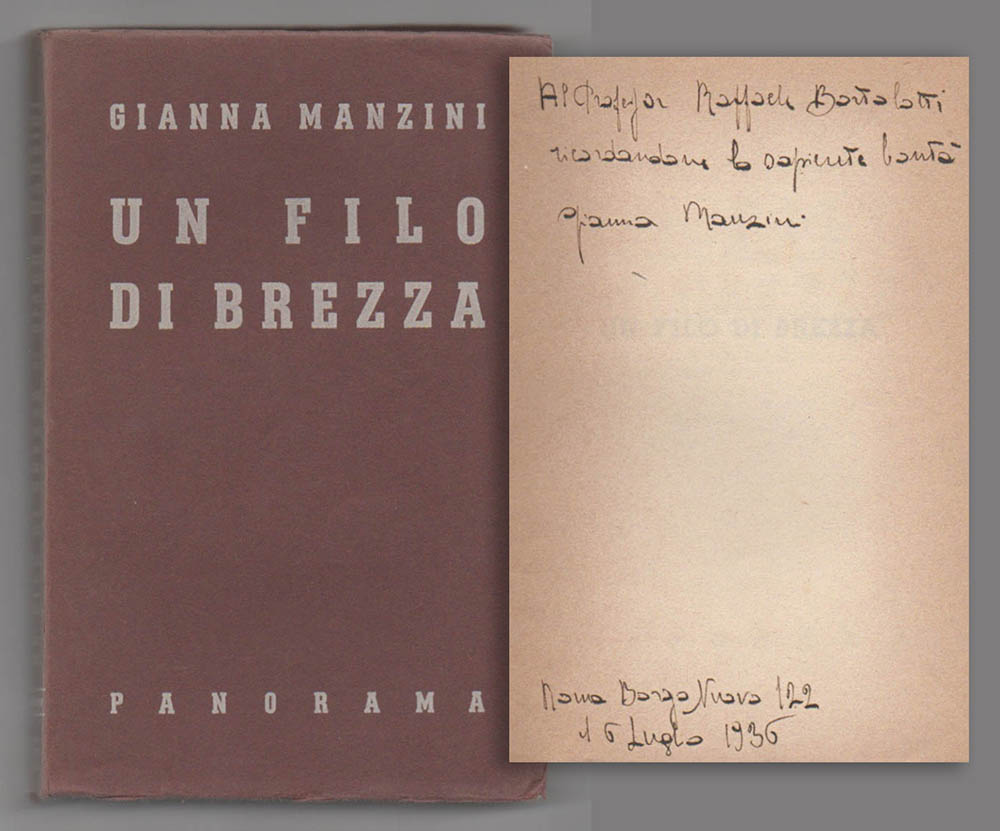 GIANNA MANZINI
UN FILO
DI BREZZA
PANORAMA
Al Professor Raffaele Bortolotti
ricordandone la sapiente bontà
Gianna Manzini
UN FILO DI BREZZA
Roma Borgo Nuovo 122
16 Luglio 1936